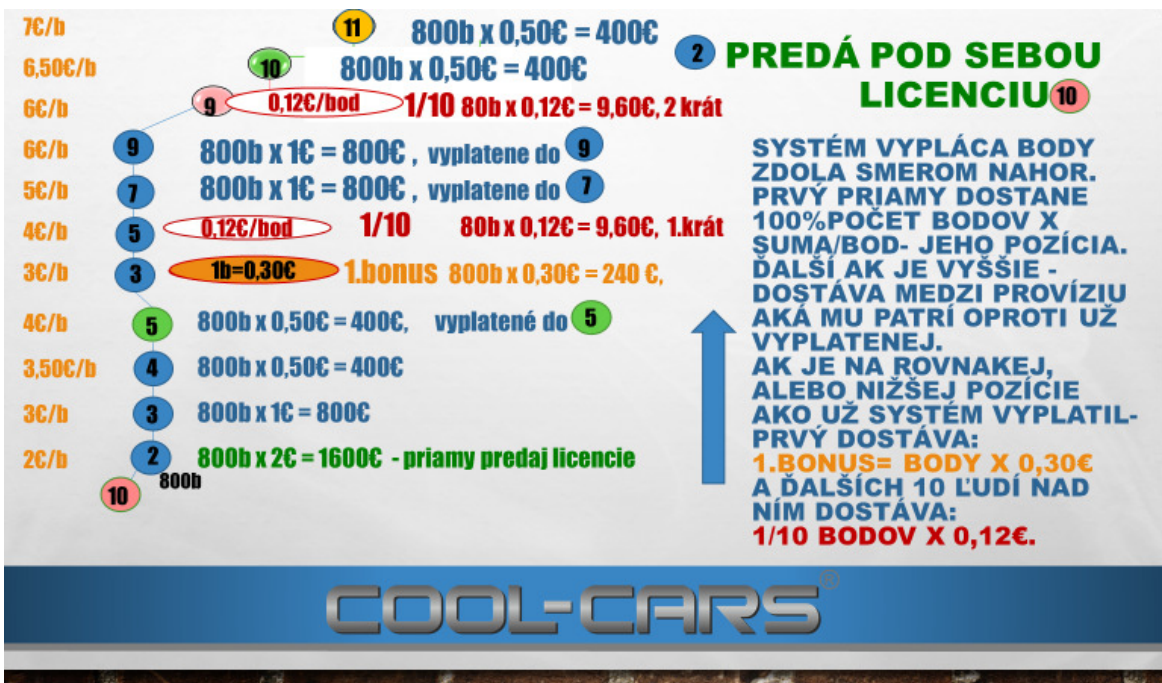 7€/b 11 800b x 0,50€ = 400€
6,50€/b 10 800b x 0,50€ = 400€
6€/b 9 0,12€/bod 1/10 80b x 0,12€ = 9,60€, 2 krát
6€/b 9 800b x 1€ = 800€ , vyplatene do 9
5€/b 7 800b x 1€ = 800€ , vyplatene do 7
4€/b 5 0,12€/bod 1/10 80b x 0,12€ = 9,60€, 1.krát
3€/b 3 1b=0,30€ 1.bonus 800b x 0,30€ = 240 €,
4€/b 5 800b x 0,50€ = 400€, vyplatené do 5
3,50€/b 4 800b x 0,50€ = 400€
3€/b 3 800b x 1€ = 800€
2€/b 2 800b x 2€ = 1600€ - priamy predaj licencie
800b
10
2 PREDÁ POD SEBOU
LICENCIU 10
SYSTÉM VYPLÁCA BODY
ZDOLA SMEROM NAHOR.
PRVÝ PRIAMY DOSTANE
100%POČET BODOV X
SUMA/BOD- JEHO POZÍCIA.
ĎALŠÍ AK JE VYŠŠIE -
DOSTÁVA MEDZI PROVÍZIU
AKÁ MU PATRÍ OPROTI UŽ
VYPLATENEJ.
AK JE NA ROVNAKEJ,
ALEBO NIŽŠEJ POZÍCIE
AKO UŽ SYSTÉM VYPLATIL-
PRVÝ DOSTÁVA:
1.BONUS= BODY X 0,30€
A ĎALŠÍCH 10 ĽUDÍ NAD
NÍM DOSTÁVA:
1/10 BODOV X 0,12€.
COOL-CARS®